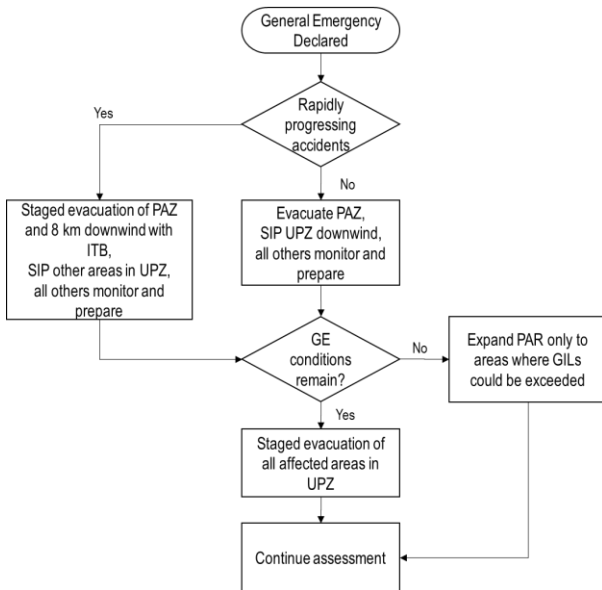 General Emergency
Declared
Rapidly
progressing
accidents
Yes
No
Staged evacuation of PAZ
and 8 km downwind with
ITB,
SIP other areas in UPZ,
all others monitor and
prepare
Evacuate PAZ,
SIP UPZ downwind,
all others monitor and
prepare
GE
conditions
remain?
No
Expand PAR only to
areas where GILs
could be exceeded
Yes
Staged evacuation of
all affected areas in
UPZ
Continue assessment